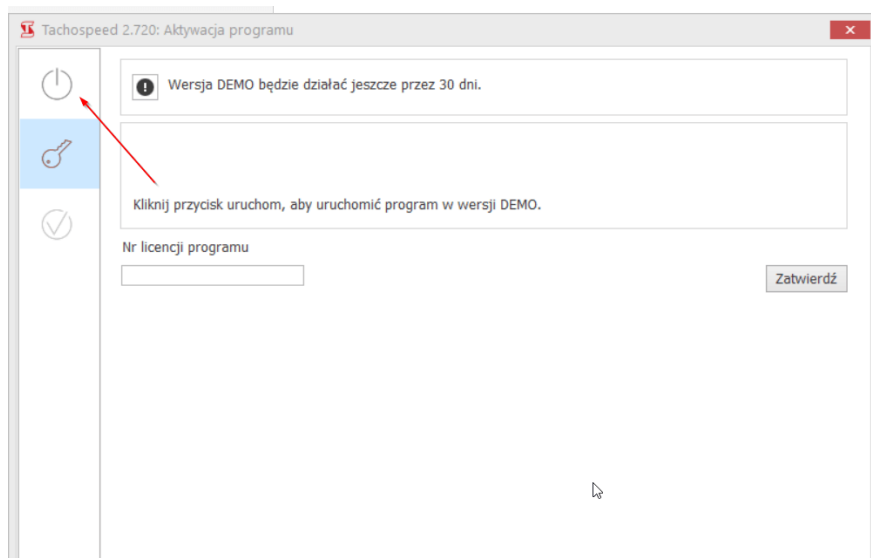 Tachospeed 2.720: Aktywacja programu
Wersja DEMO będzie działać jeszcze przez 30 dni.
Kliknij przycisk uruchom, aby uruchomić program w wersji DEMO.
Nr licencji programu
Zatwierdź